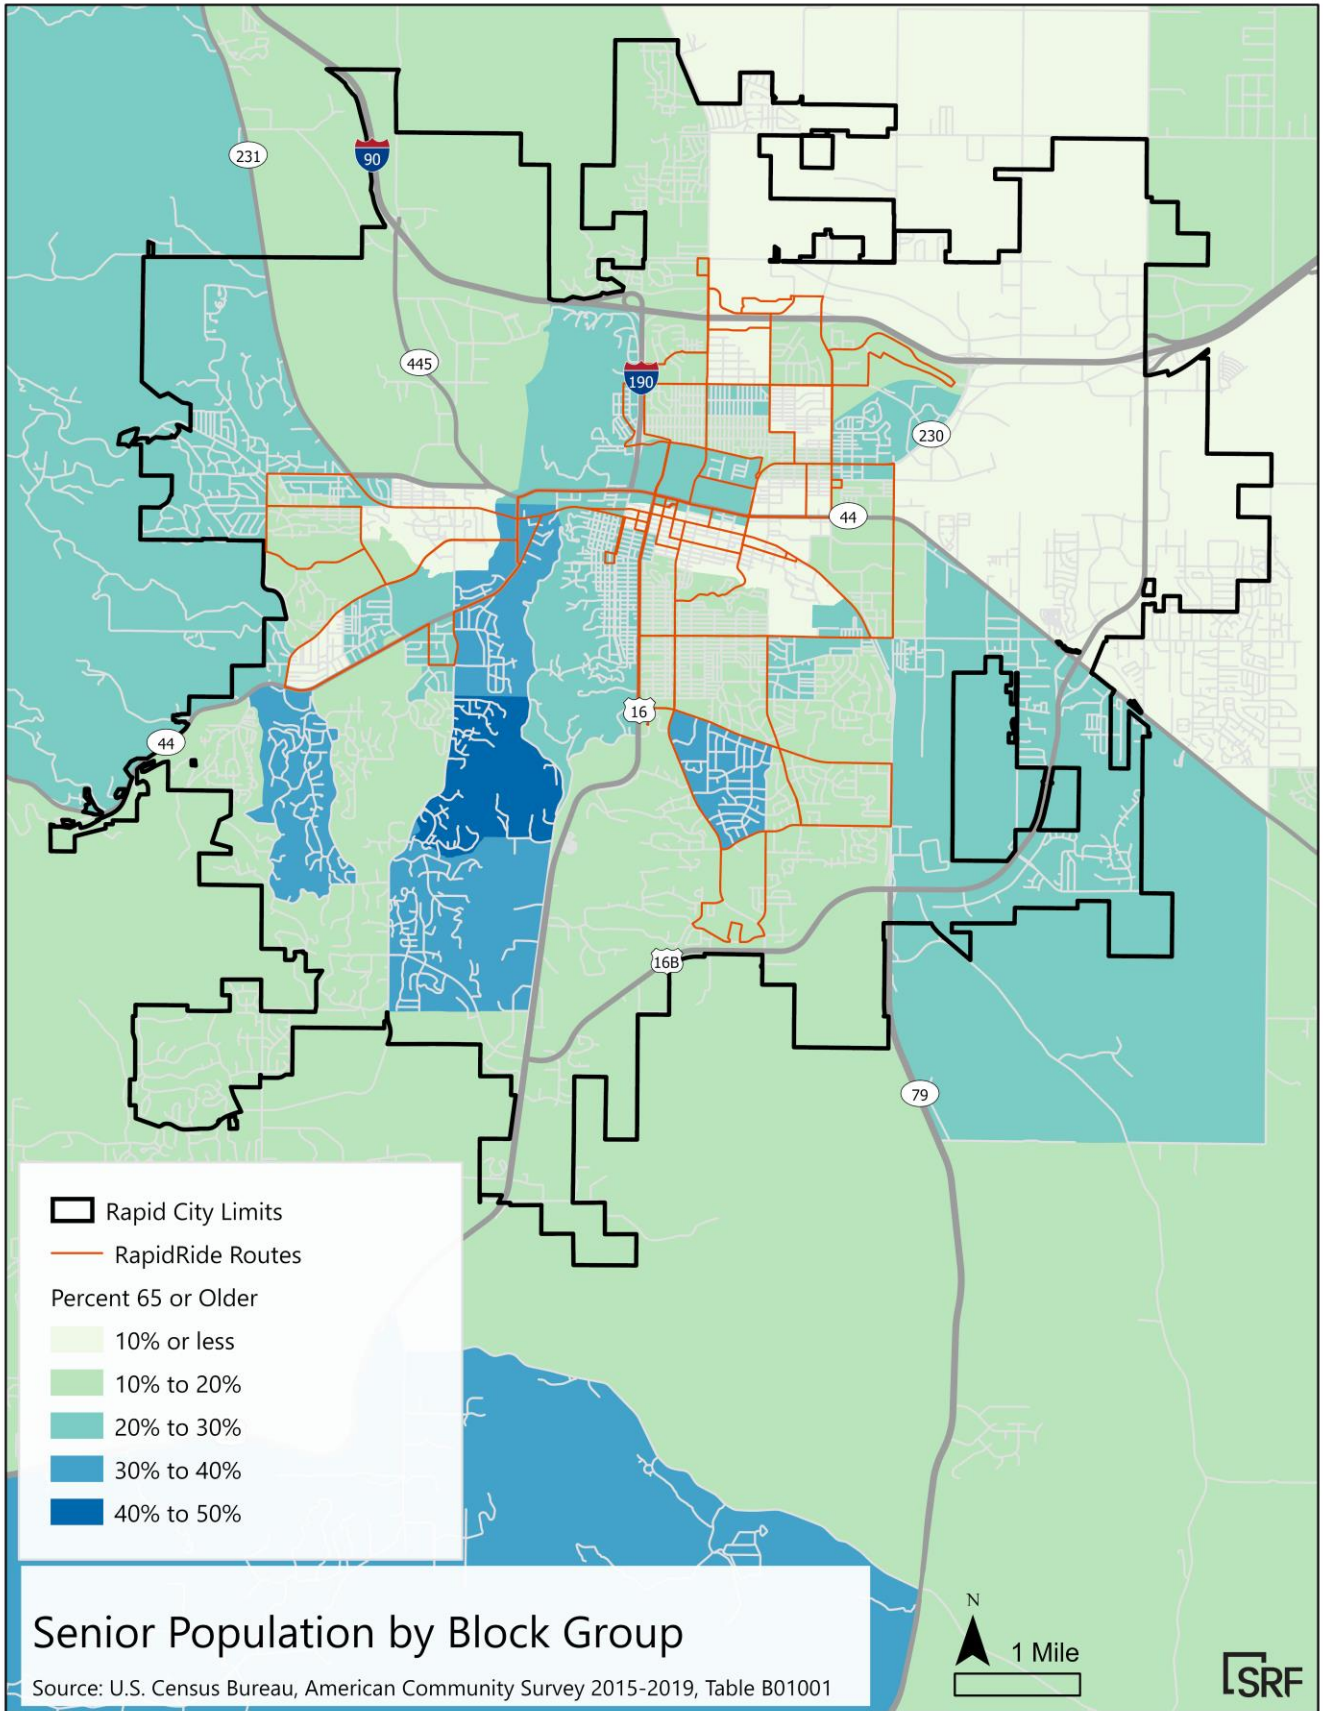 231
90
445
190
230
44
16
44
16B
79
Rapid City Limits
RapidRide Routes
Percent 65 or Older
10% or less
10% to 20%
20% to 30%
30% to 40%
40% to 50%
Senior Population by Block Group
Source: U.S. Census Bureau, American Community Survey 2015-2019, Table B01001
N
1 Mile
SRF